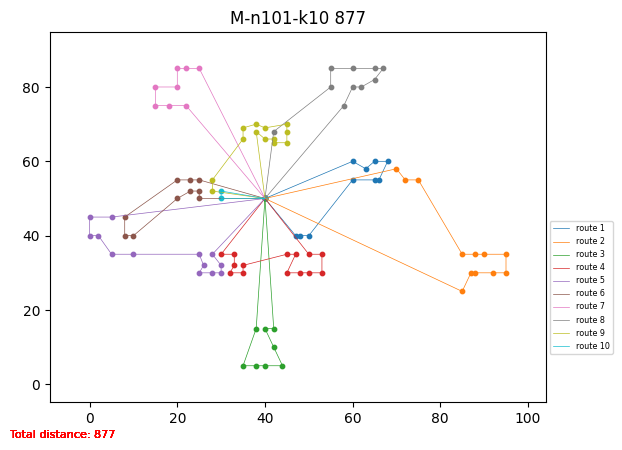 M-n101-k10 877
80
60
40
20
0
0 20 40 60 80 100
route 1
route 2
route 3
route 4
route 5
route 6
route 7
route 8
route 9
route 10
Total distance: 877